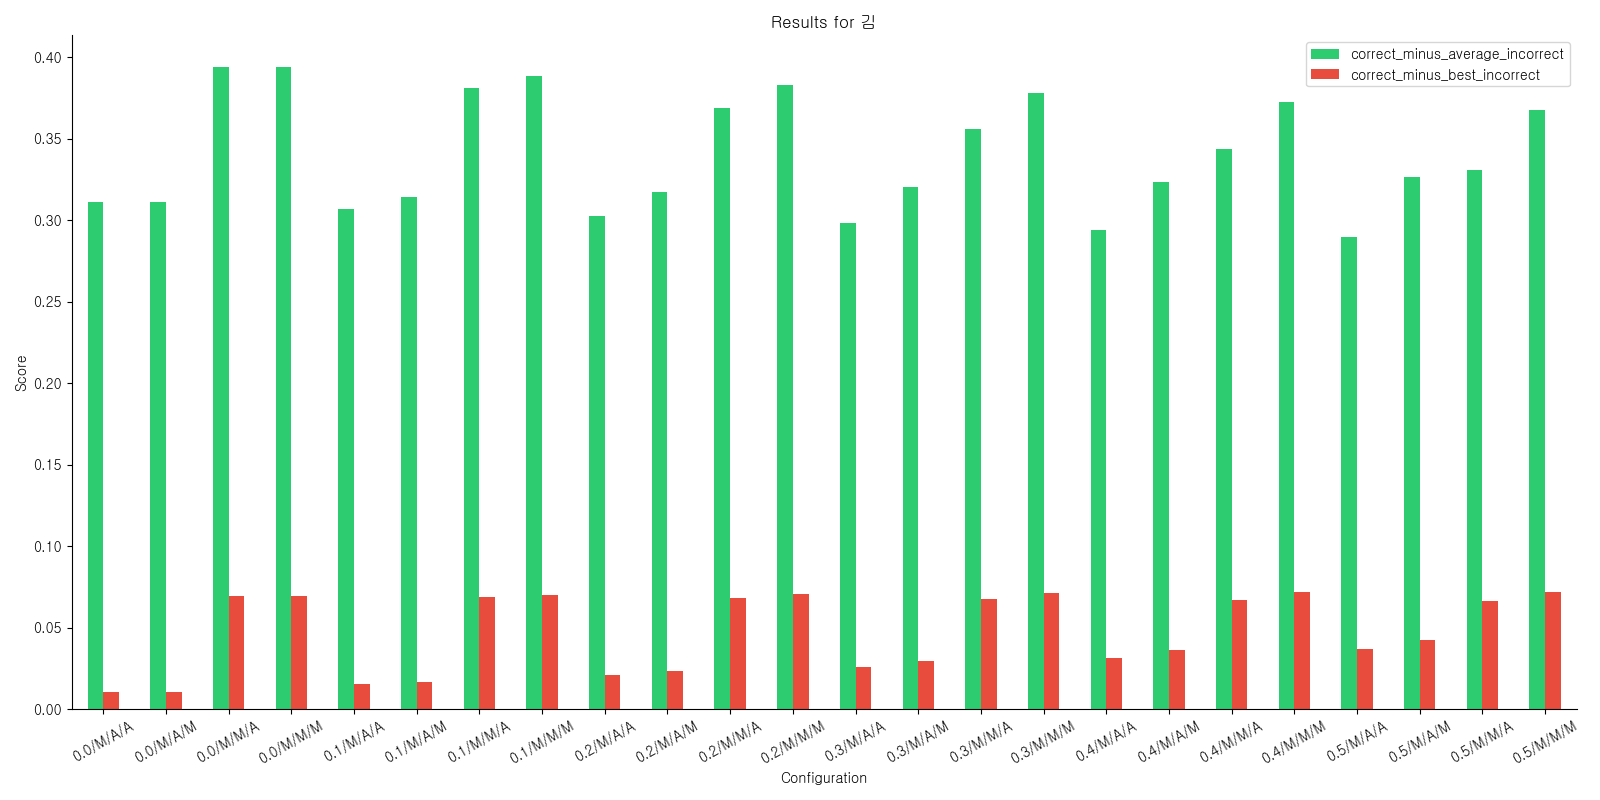 Results for 김
correct_minus_average_incorrect
correct_minus_best_incorrect
0.40
0.35
0.30
0.25
0.20
0.15
0.10
0.05
0.00
Score
0.0/M/A/A
0.0/M/A/M
0.0/M/M/A
0.0/M/M/M
0.1/M/A/A
0.1/M/A/M
0.1/M/M/A
0.1/M/M/M
0.2/M/A/A
0.2/M/A/M
0.2/M/M/A
0.2/M/M/M
0.3/M/A/A
0.3/M/A/M
0.3/M/M/A
0.3/M/M/M
0.4/M/A/A
0.4/M/A/M
0.4/M/M/A
0.4/M/M/M
0.5/M/A/A
0.5/M/A/M
0.5/M/M/A
0.5/M/M/M
Configuration